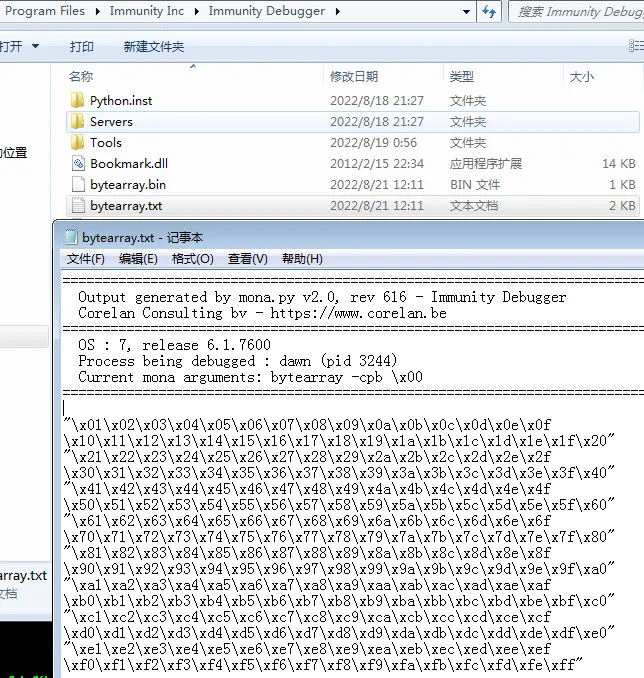 Program Files ▸ Immunity Inc ▸ Immunity Debugger ▸
搜索 Immunity Debug
打开 打印 新建文件夹
名称 修改日期 类型 大小
Python.inst 2022/8/18 21:27 文件夹
Servers 2022/8/18 21:27 文件夹
的位置
Tools 2022/8/19 0:56 文件夹
Bookmark.dll 2012/2/15 22:34 应用程序扩展 14 KB
bytearray.bin 2022/8/21 12:11 BIN 文件 1 KB
bytearray.txt 2022/8/21 12:11 文本文档 2 KB
bytearray.txt - 记事本
文件(F) 编辑(E) 格式(O) 查看(V) 帮助(H)
================================================================================
Output generated by mona.py v2.0, rev 616 - Immunity Debugger
Corelan Consulting bv - https://www.corelan.be
================================================================================
OS : 7, release 6.1.7600
Process being debugged : dawn (pid 3244)
Current mona arguments: bytearray -cpb \x00
================================================================================
"\x01\x02\x03\x04\x05\x06\x07\x08\x09\x0a\x0b\x0c\x0d\x0e\x0f
\x10\x11\x12\x13\x14\x15\x16\x17\x18\x19\x1a\x1b\x1c\x1d\x1e\x1f\x20"
"\x21\x22\x23\x24\x25\x26\x27\x28\x29\x2a\x2b\x2c\x2d\x2e\x2f
\x30\x31\x32\x33\x34\x35\x36\x37\x38\x39\x3a\x3b\x3c\x3d\x3e\x3f\x40"
"\x41\x42\x43\x44\x45\x46\x47\x48\x49\x4a\x4b\x4c\x4d\x4e\x4f
\x50\x51\x52\x53\x54\x55\x56\x57\x58\x59\x5a\x5b\x5c\x5d\x5e\x5f\x60"
"\x61\x62\x63\x64\x65\x66\x67\x68\x69\x6a\x6b\x6c\x6d\x6e\x6f
\x70\x71\x72\x73\x74\x75\x76\x77\x78\x79\x7a\x7b\x7c\x7d\x7e\x7f\x80"
"\x81\x82\x83\x84\x85\x86\x87\x88\x89\x8a\x8b\x8c\x8d\x8e\x8f
\x90\x91\x92\x93\x94\x95\x96\x97\x98\x99\x9a\x9b\x9c\x9d\x9e\x9f\xa0"
"\xa1\xa2\xa3\xa4\xa5\xa6\xa7\xa8\xa9\xaa\xab\xac\xad\xae\xaf
\xb0\xb1\xb2\xb3\xb4\xb5\xb6\xb7\xb8\xb9\xba\xbb\xbc\xbd\xbe\xbf\xc0"
"\xc1\xc2\xc3\xc4\xc5\xc6\xc7\xc8\xc9\xca\xcb\xcc\xcd\xce\xcf
\xd0\xd1\xd2\xd3\xd4\xd5\xd6\xd7\xd8\xd9\xda\xdb\xdc\xdd\xde\xdf\xe0"
"\xe1\xe2\xe3\xe4\xe5\xe6\xe7\xe8\xe9\xea\xeb\xec\xed\xee\xef
\xf0\xf1\xf2\xf3\xf4\xf5\xf6\xf7\xf8\xf9\xfa\xfb\xfc\xfd\xfe\xff"
array.txt
文档